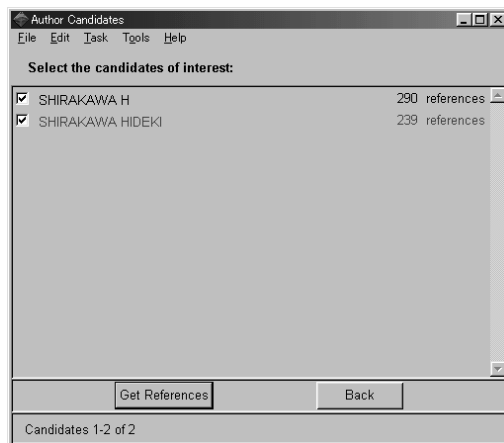 Author Candidates
File Edit Task Tools Help
Select the candidates of interest:
SHIRAKAWA H 290 references
SHIRAKAWA HIDEKI 239 references
Get References Back
Candidates 1-2 of 2